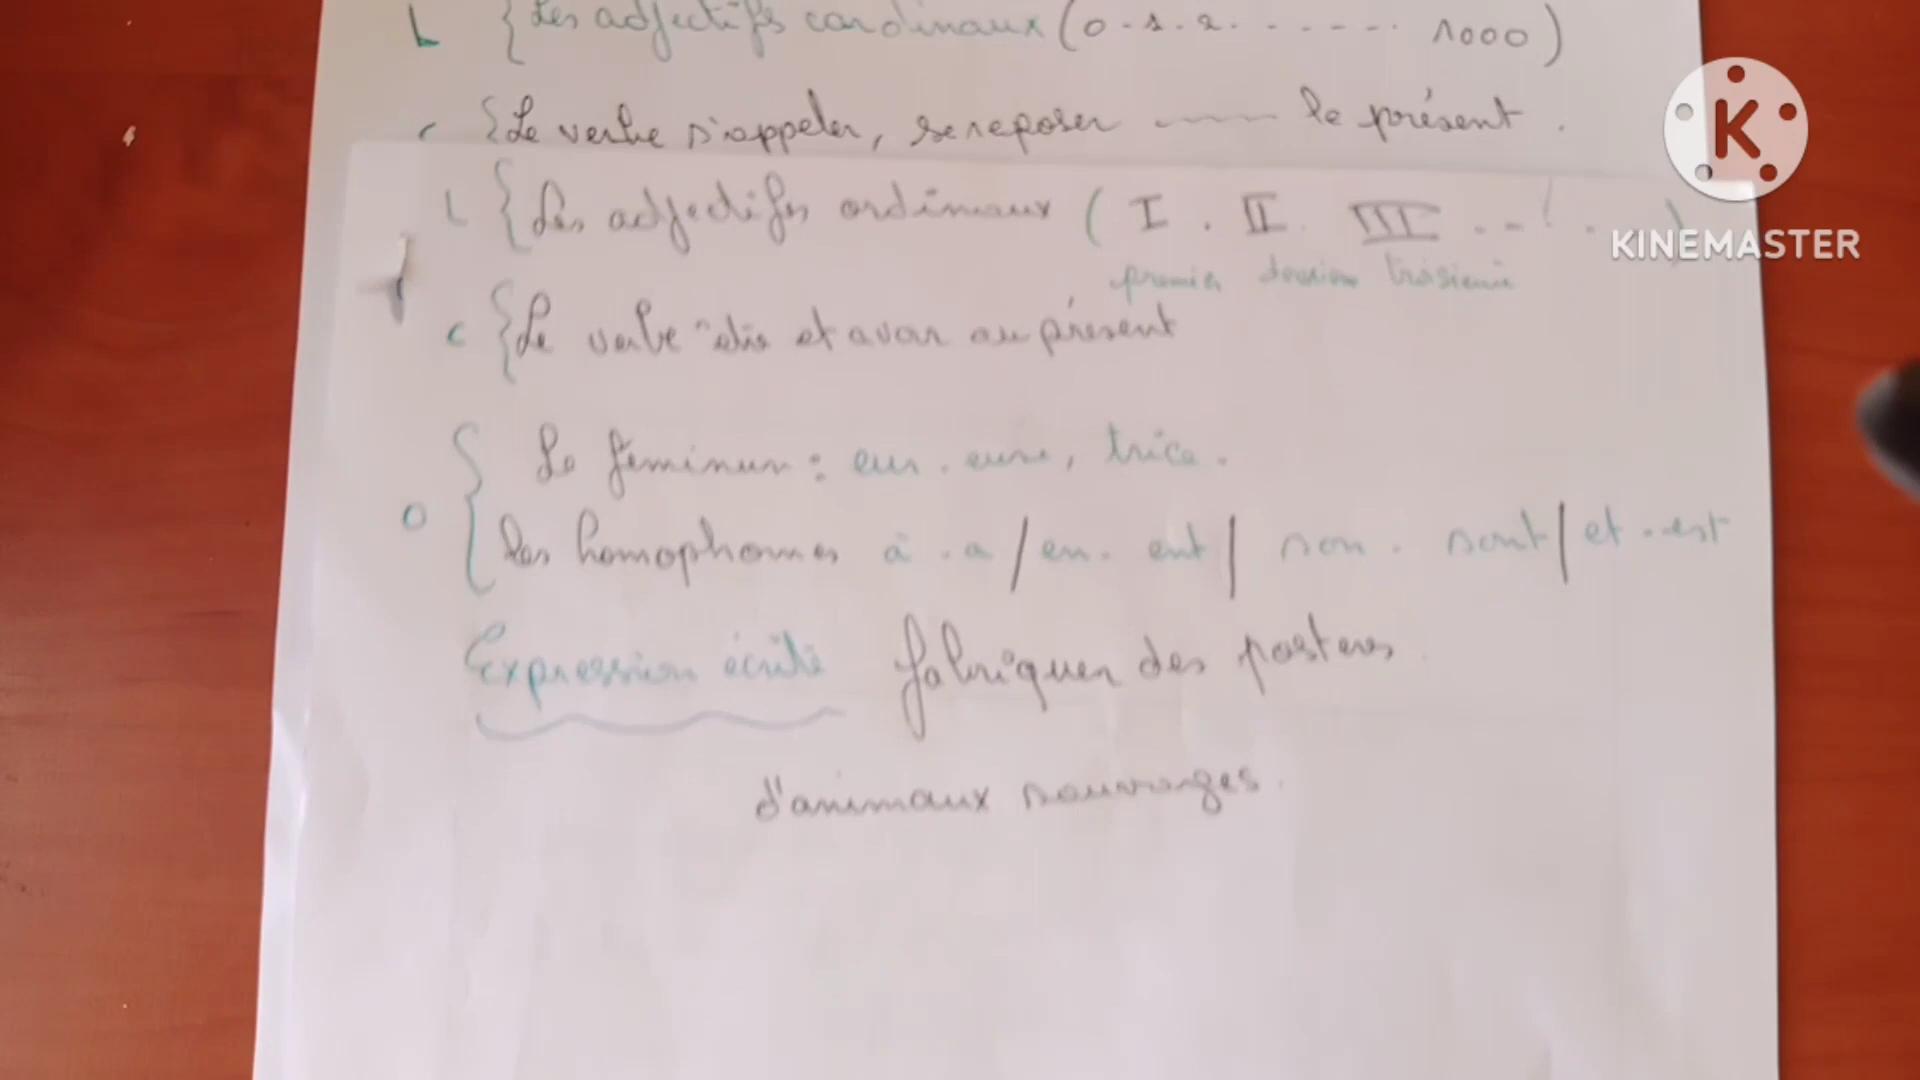 L { Les adjectifs cardinaux (0.1.2. ....... 1000)
c { Le verbe s'appeler, se reposer ------ le présent.
K
L { Les adjectifs ordinaux ( I . II . III . - . . )
KINEMASTER
premier deuxième troisième
c { Le verbe être et avoir au présent
Le féminin : eur . euse, trice.
O { les homophones à . a / en . ent / son . sont / et . est
Expression écrite fabriquer des posters
d'animaux sauvages.